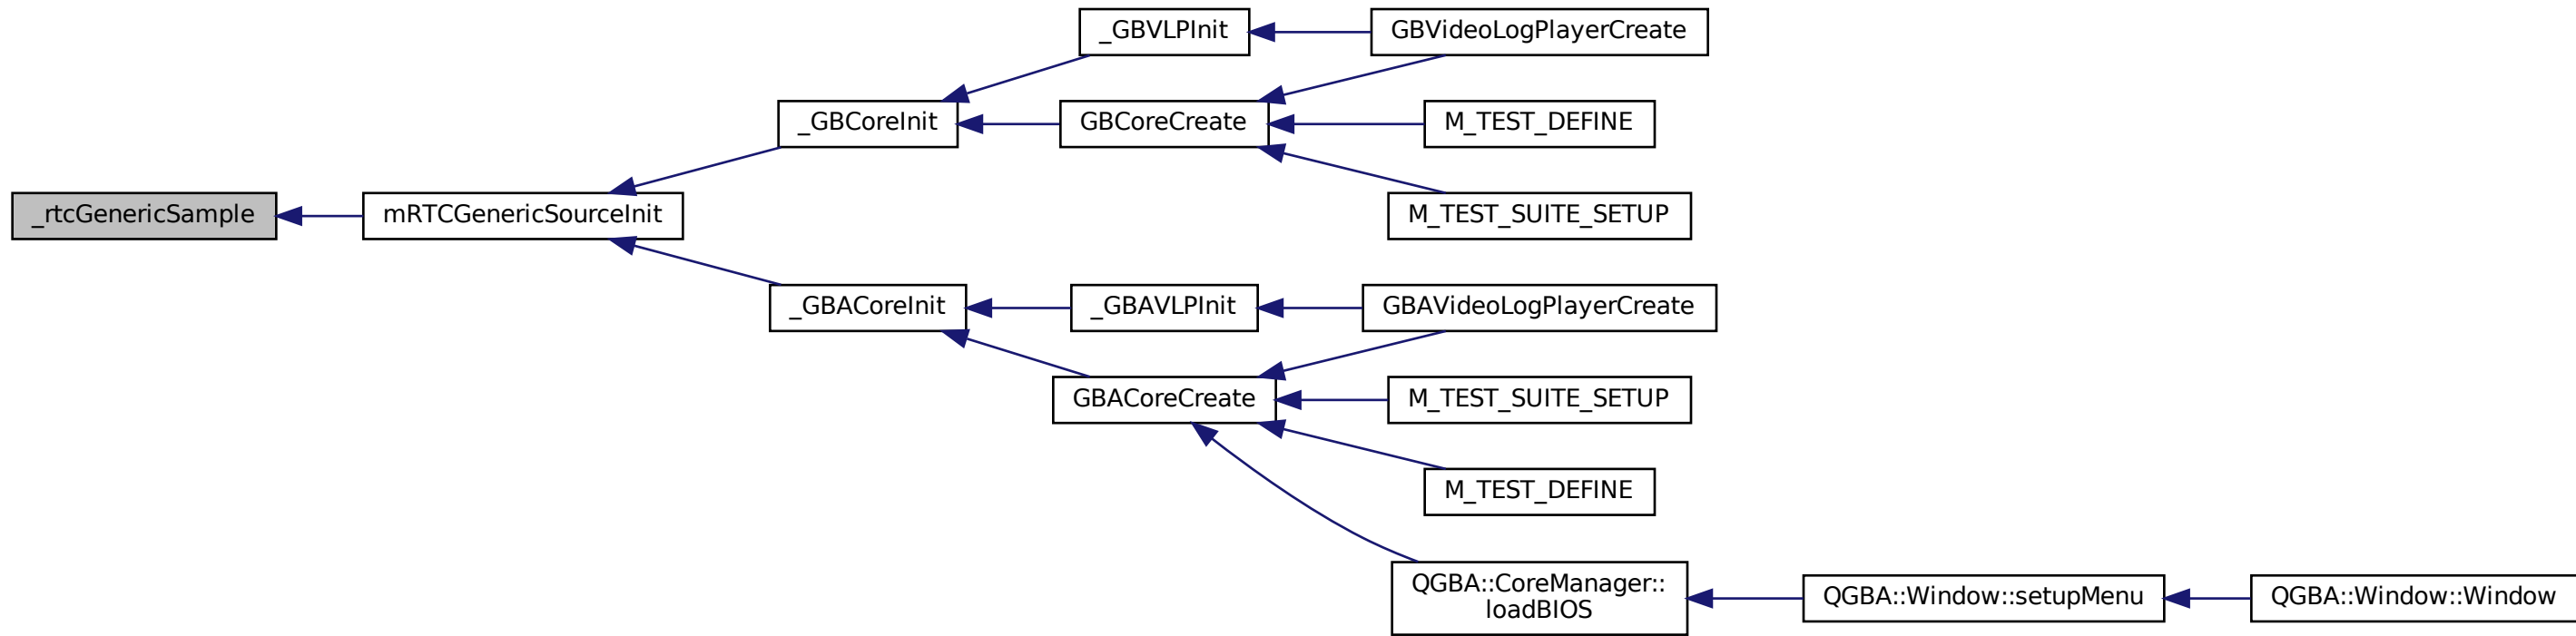 _GBVLPInit
GBVideoLogPlayerCreate
_GBCoreInit
GBCoreCreate
M_TEST_DEFINE
_rtcGenericSample
mRTCGenericSourceInit
M_TEST_SUITE_SETUP
_GBACoreInit
_GBAVLPInit
GBAVideoLogPlayerCreate
GBACoreCreate
M_TEST_SUITE_SETUP
M_TEST_DEFINE
QGBA::CoreManager::
loadBIOS
QGBA::Window::setupMenu
QGBA::Window::Window